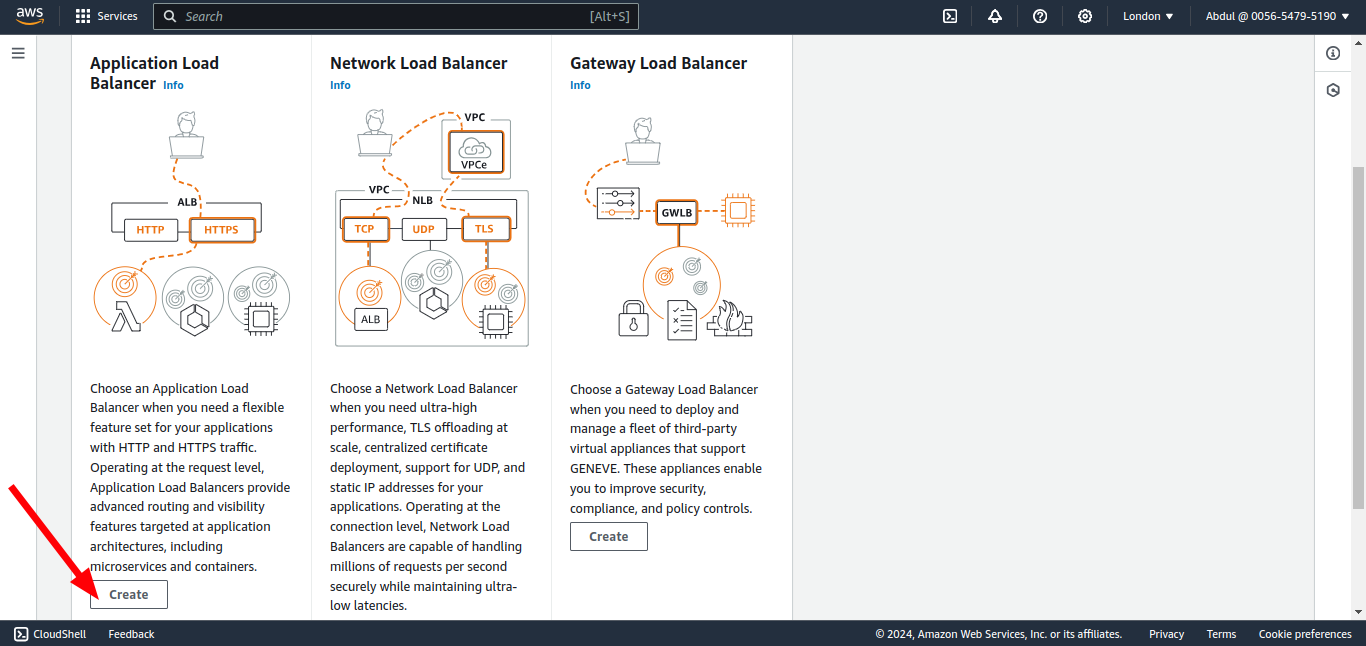 aws
Services
Search
[Alt+S]
London
Abdul @ 0056-5479-5190
Application Load
Balancer Info
ALB
HTTP
HTTPS
Choose an Application Load
Balancer when you need a flexible
feature set for your applications
with HTTP and HTTPS traffic.
Operating at the request level,
Application Load Balancers provide
advanced routing and visibility
features targeted at application
architectures, including
microservices and containers.
Create
Network Load Balancer
Info
VPC
VPCe
VPC
NLB
TCP
UDP
TLS
ALB
Choose a Network Load Balancer
when you need ultra-high
performance, TLS offloading at
scale, centralized certificate
deployment, support for UDP, and
static IP addresses for your
applications. Operating at the
connection level, Network Load
Balancers are capable of handling
millions of requests per second
securely while maintaining ultra-
low latencies.
Gateway Load Balancer
Info
GWLB
Choose a Gateway Load Balancer
when you need to deploy and
manage a fleet of third-party
virtual appliances that support
GENEVE. These appliances enable
you to improve security,
compliance, and policy controls.
Create
CloudShell
Feedback
© 2024, Amazon Web Services, Inc. or its affiliates.
Privacy
Terms
Cookie preferences